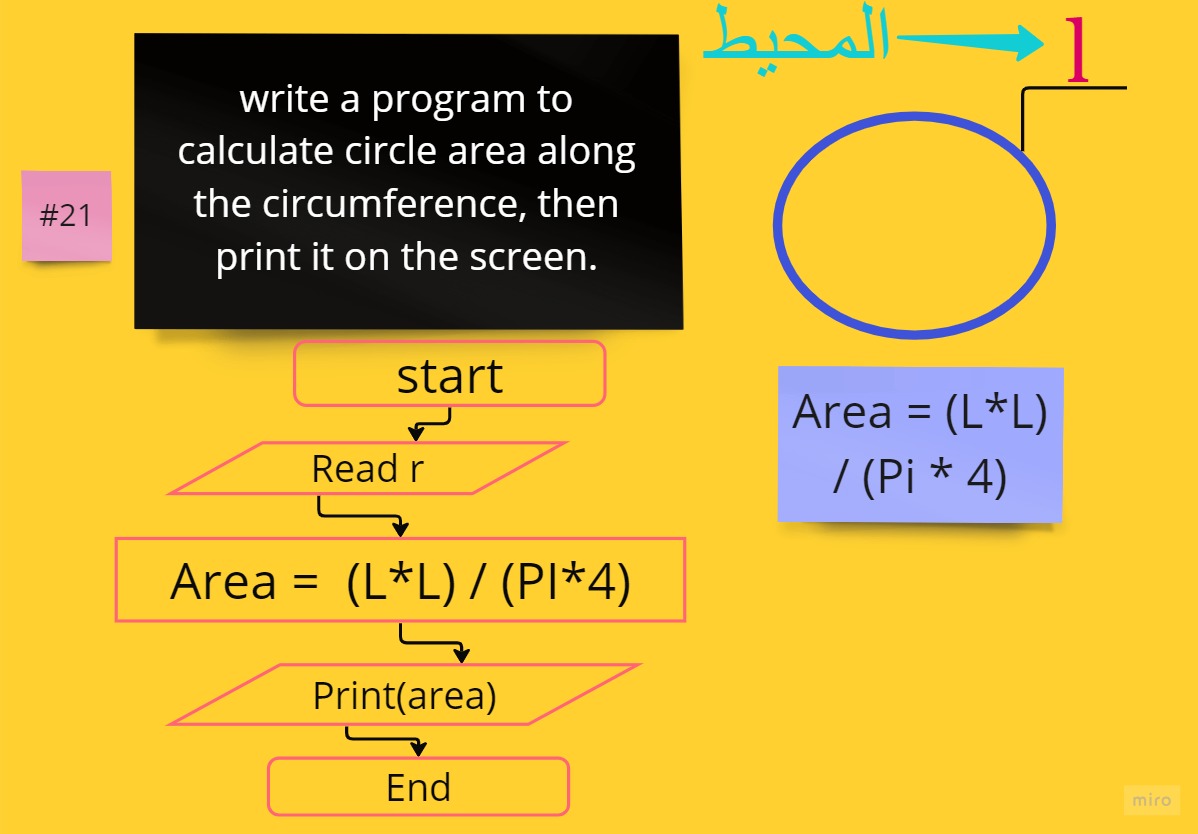 #21
write a program to
calculate circle area along
the circumference, then
print it on the screen.
المحيط
l
start
Read r
Area = (L*L) / (PI*4)
Print(area)
End
Area = (L*L)
/ (Pi * 4)
miro